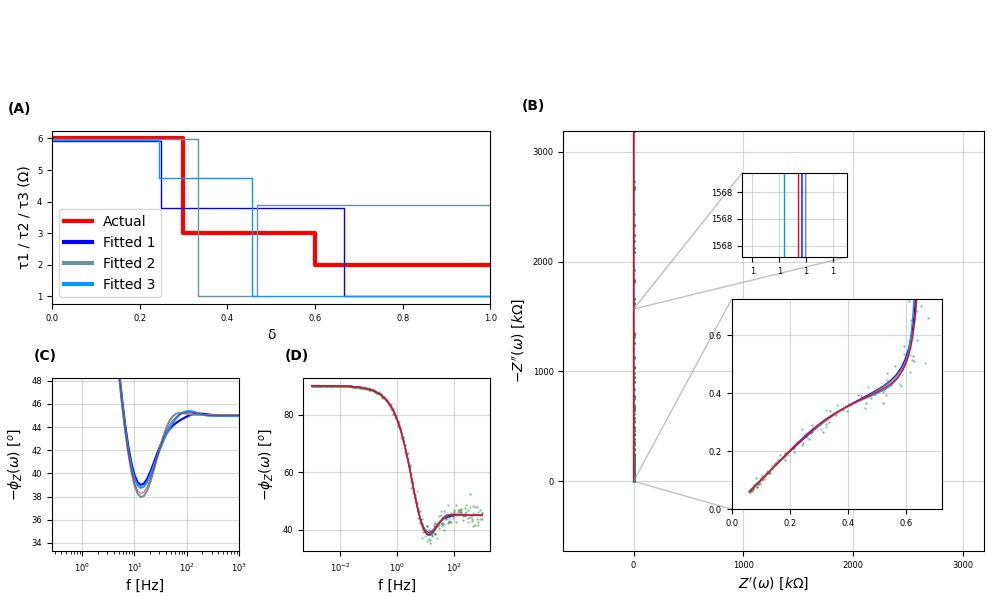 (A)
τ1 / τ2 / τ3 (Ω)
6
5
4
3
2
1
Actual
Fitted 1
Fitted 2
Fitted 3
0.0 0.2 0.4 0.6 0.8 1.0
δ
(B)
−Z′′(ω) [kΩ]
3000
2000
1000
0
1568
1568
1568
1 1 1 1
0.6
0.4
0.2
0.0
0.0 0.2 0.4 0.6
0 1000 2000 3000
Z′(ω) [kΩ]
(C)
−ϕ_Z(ω) [°]
48
46
44
42
40
38
36
34
10⁰ 10¹ 10² 10³
f [Hz]
(D)
−ϕ_Z(ω) [°]
80
60
40
10⁻² 10⁰ 10²
f [Hz]